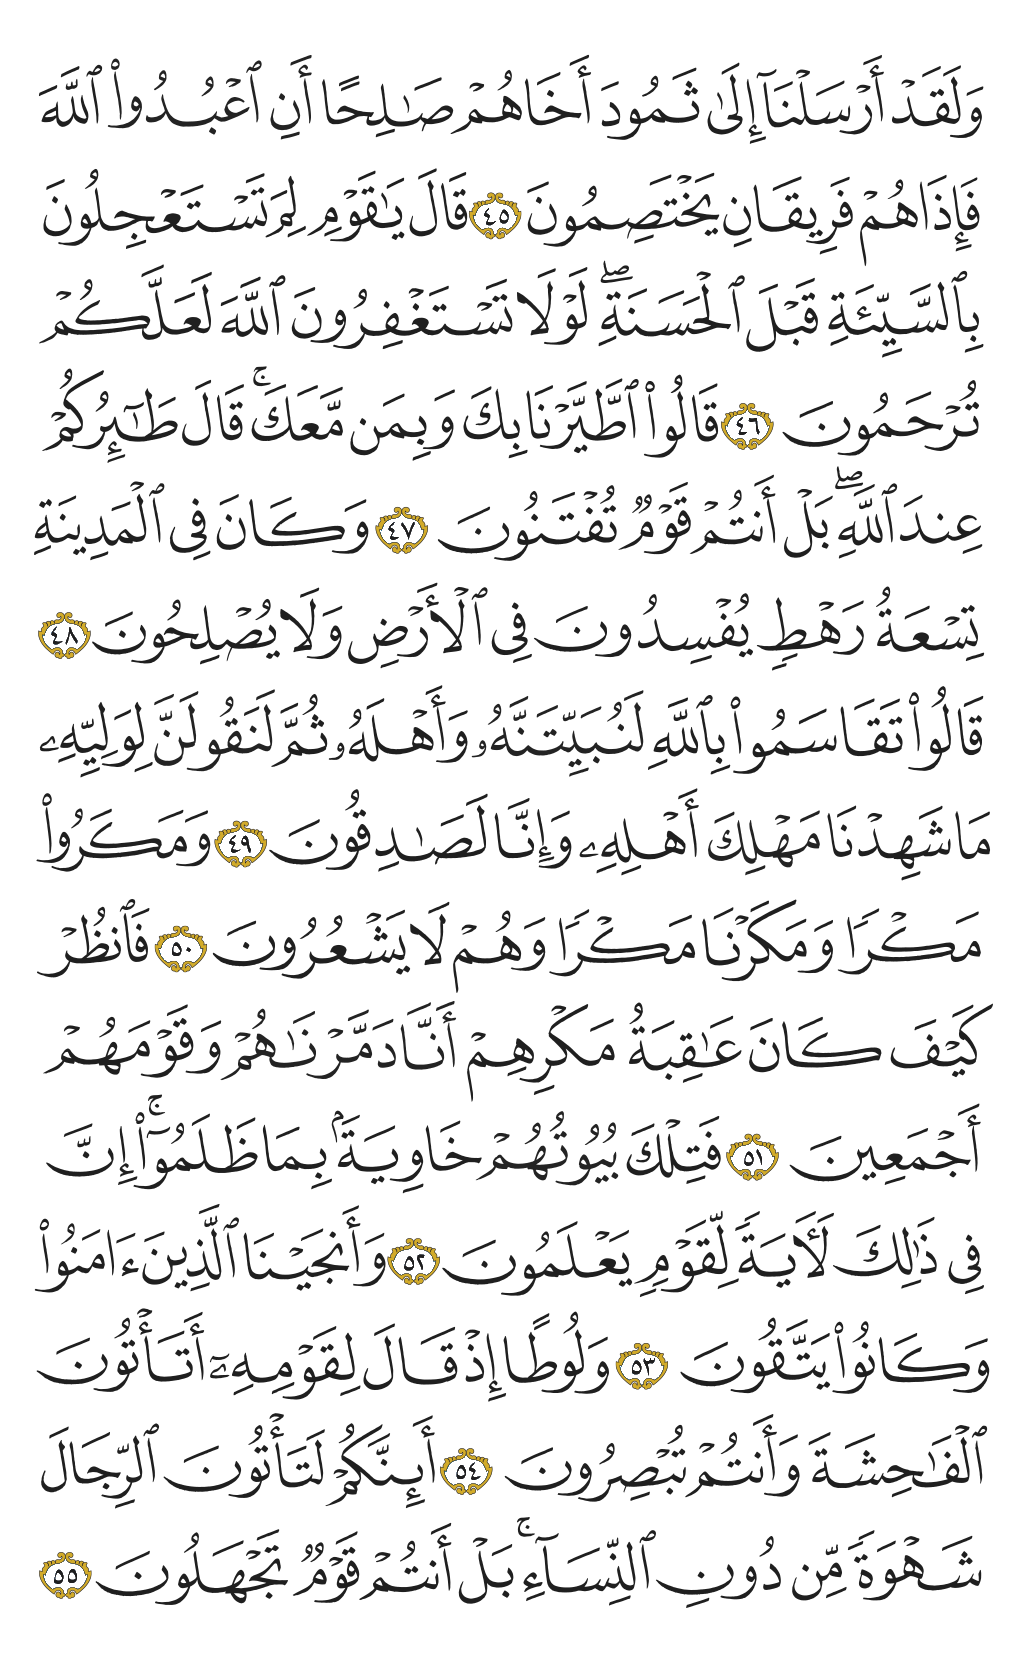 وَلَقَدْ أَرْسَلْنَآ إِلَىٰ ثَمُودَ أَخَاهُمْ صَـٰلِحًا أَنِ ٱعْبُدُوا۟ ٱللَّهَ
فَإِذَا هُمْ فَرِيقَانِ يَخْتَصِمُونَ ٤٥ قَالَ يَـٰقَوْمِ لِمَ تَسْتَعْجِلُونَ
بِٱلسَّيِّئَةِ قَبْلَ ٱلْحَسَنَةِ ۖ لَوْلَا تَسْتَغْفِرُونَ ٱللَّهَ لَعَلَّكُمْ
تُرْحَمُونَ ٤٦ قَالُوا۟ ٱطَّيَّرْنَا بِكَ وَبِمَن مَّعَكَ ۚ قَالَ طَـٰٓئِرُكُمْ
عِندَ ٱللَّهِ ۖ بَلْ أَنتُمْ قَوْمٌ تُفْتَنُونَ ٤٧ وَكَانَ فِى ٱلْمَدِينَةِ
تِسْعَةُ رَهْطٍ يُفْسِدُونَ فِى ٱلْأَرْضِ وَلَا يُصْلِحُونَ ٤٨
قَالُوا۟ تَقَاسَمُوا۟ بِٱللَّهِ لَنُبَيِّتَنَّهُۥ وَأَهْلَهُۥ ثُمَّ لَنَقُولَنَّ لِوَلِيِّهِۦ
مَا شَهِدْنَا مَهْلِكَ أَهْلِهِۦ وَإِنَّا لَصَـٰدِقُونَ ٤٩ وَمَكَرُوا۟
مَكْرًا وَمَكَرْنَا مَكْرًا وَهُمْ لَا يَشْعُرُونَ ٥٠ فَٱنظُرْ
كَيْفَ كَانَ عَـٰقِبَةُ مَكْرِهِمْ أَنَّا دَمَّرْنَـٰهُمْ وَقَوْمَهُمْ
أَجْمَعِينَ ٥١ فَتِلْكَ بُيُوتُهُمْ خَاوِيَةًۢ بِمَا ظَلَمُوٓا۟ ۚ إِنَّ
فِى ذَٰلِكَ لَـَٔايَةً لِّقَوْمٍ يَعْلَمُونَ ٥٢ وَأَنجَيْنَا ٱلَّذِينَ ءَامَنُوا۟
وَكَانُوا۟ يَتَّقُونَ ٥٣ وَلُوطًا إِذْ قَالَ لِقَوْمِهِۦٓ أَتَأْتُونَ
ٱلْفَـٰحِشَةَ وَأَنتُمْ تُبْصِرُونَ ٥٤ أَئِنَّكُمْ لَتَأْتُونَ ٱلرِّجَالَ
شَهْوَةً مِّن دُونِ ٱلنِّسَآءِ ۚ بَلْ أَنتُمْ قَوْمٌ تَجْهَلُونَ ٥٥